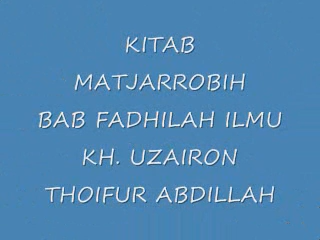 KITAB
MATJARROBIH
BAB FADHILAH ILMU
KH. UZAIRON
THOIFUR ABDILLAH